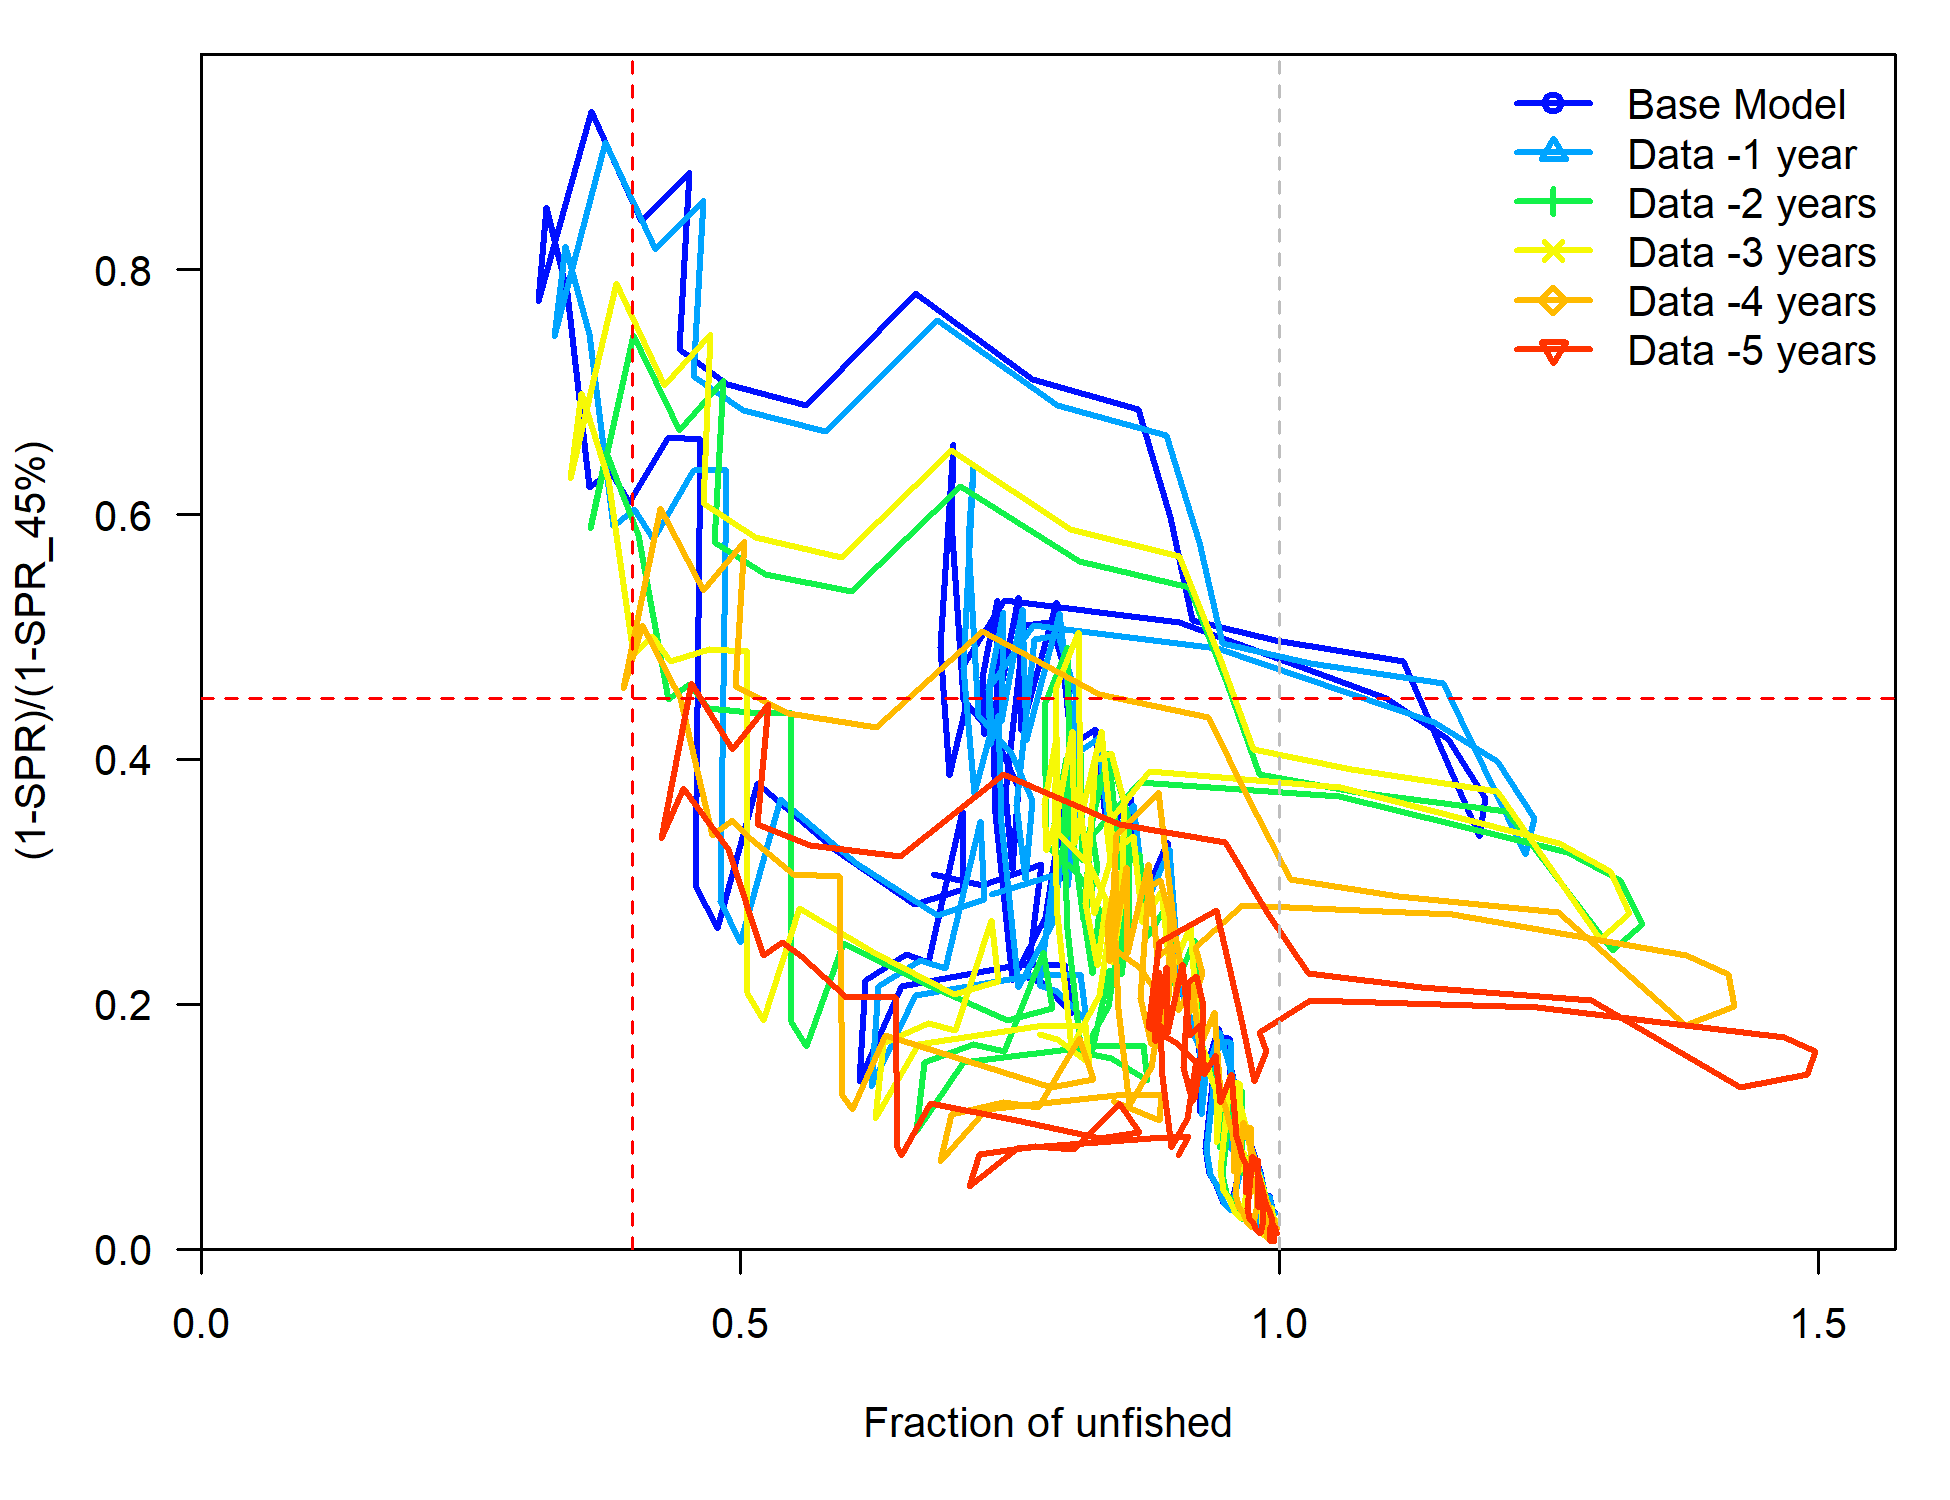 Base Model
Data -1 year
Data -2 years
Data -3 years
Data -4 years
Data -5 years
(1-SPR)/(1-SPR_45%)
0.8
0.6
0.4
0.2
0.0
0.0 0.5 1.0 1.5
Fraction of unfished